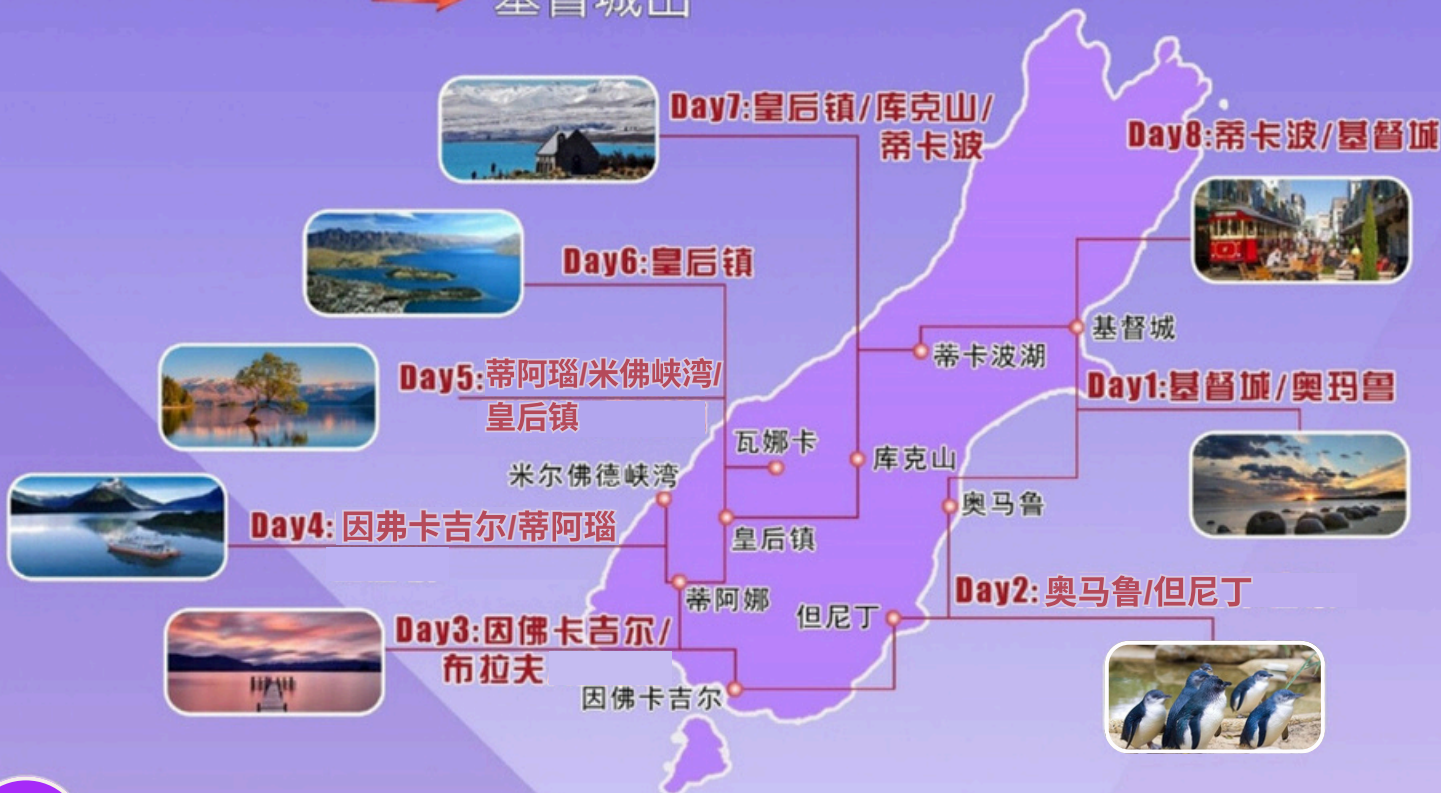 基督城出
Day7:皇后镇/库克山/
蒂卡波
Day8:蒂卡波/基督城
Day6:皇后镇
基督城
蒂卡波湖
Day5:蒂阿瑙/米佛峡湾/
皇后镇
Day1:基督城/奥玛鲁
瓦娜卡
库克山
米尔佛德峡湾
奥马鲁
Day4: 因弗卡吉尔/蒂阿瑙
皇后镇
蒂阿娜
Day2: 奥马鲁/但尼丁
但尼丁
Day3:因佛卡吉尔/
布拉夫
因佛卡吉尔